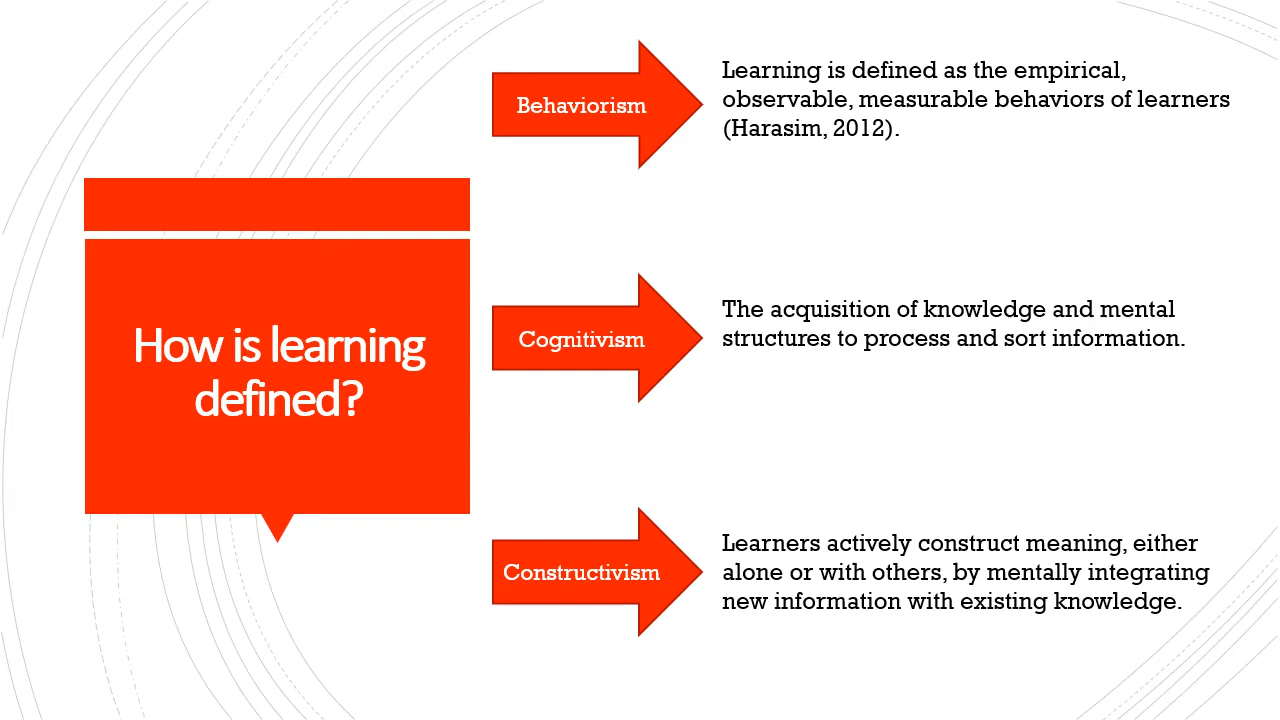 How is learning
defined?
Behaviorism
Learning is defined as the empirical,
observable, measurable behaviors of learners
(Harasim, 2012).
Cognitivism
The acquisition of knowledge and mental
structures to process and sort information.
Constructivism
Learners actively construct meaning, either
alone or with others, by mentally integrating
new information with existing knowledge.